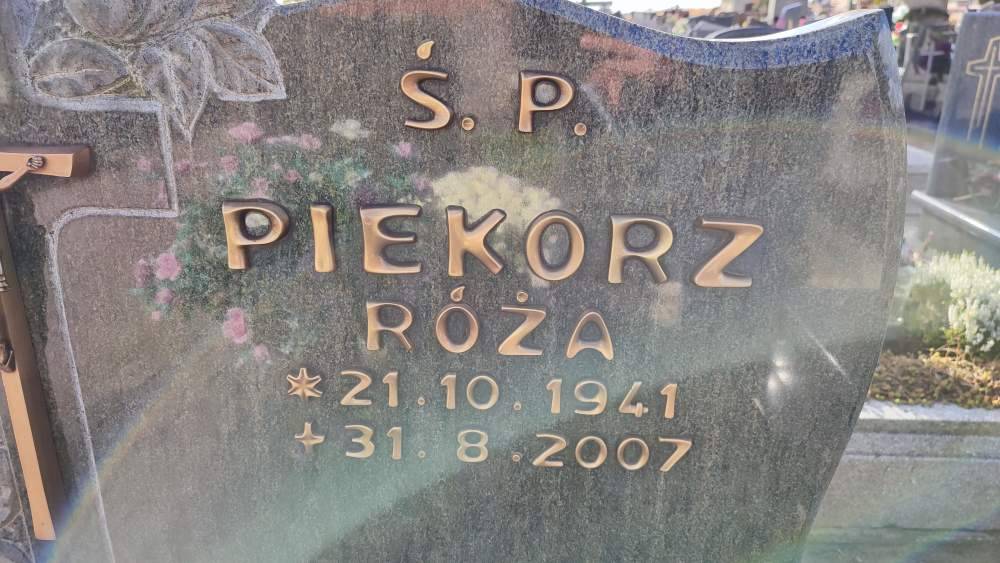 Ś. P.
PIEKORZ
RÓŻA
* 21. 10. 1941
+ 31. 8. 2007